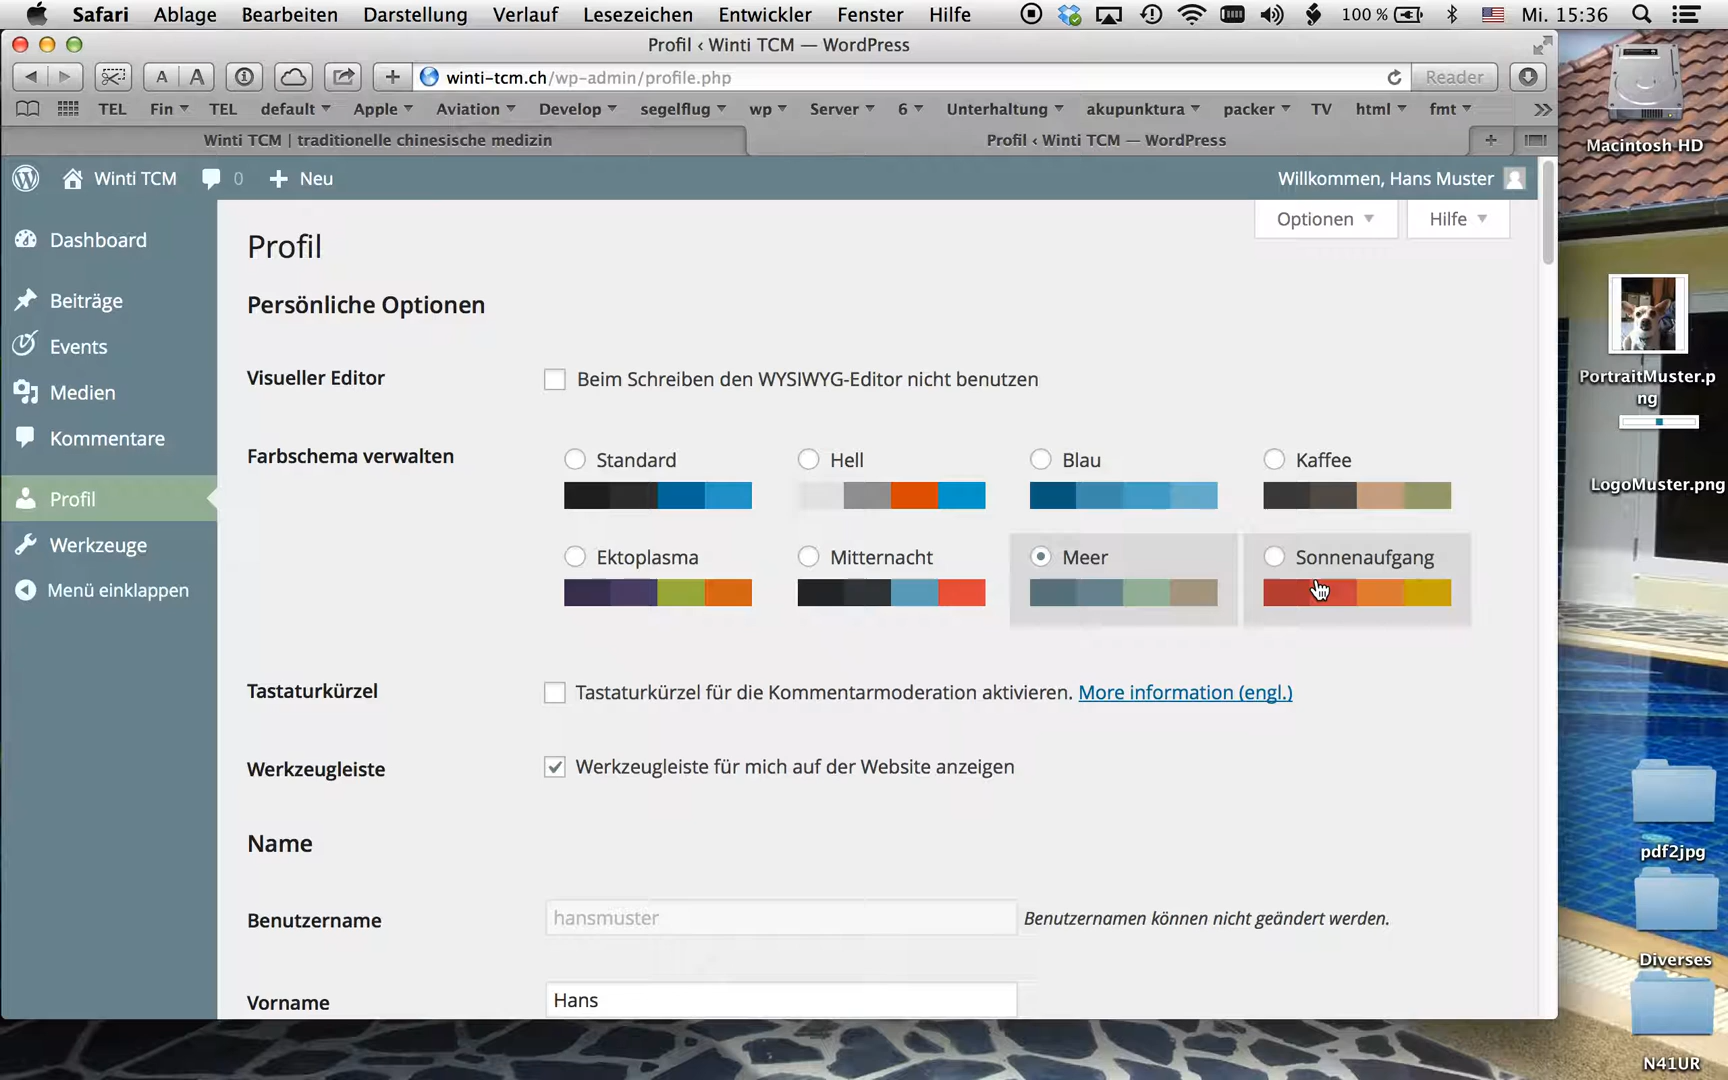 Safari Ablage Bearbeiten Darstellung Verlauf Lesezeichen Entwickler Fenster Hilfe 100 % Mi. 15:36
Profil ‹ Winti TCM — WordPress
A A winti-tcm.ch/wp-admin/profile.php Reader
TEL Fin TEL default Apple Aviation Develop segelflug wp Server 6 Unterhaltung akupunktura packer TV html fmt
Winti TCM | traditionelle chinesische medizin Profil ‹ Winti TCM — WordPress
Winti TCM 0 Neu Willkommen, Hans Muster
Optionen Hilfe
Dashboard
Beiträge
Events
Medien
Kommentare
Profil
Werkzeuge
Menü einklappen
Profil
Persönliche Optionen
Visueller Editor Beim Schreiben den WYSIWYG-Editor nicht benutzen
Farbschema verwalten Standard Hell Blau Kaffee
Ektoplasma Mitternacht Meer Sonnenaufgang
Tastaturkürzel Tastaturkürzel für die Kommentarmoderation aktivieren. More information (engl.)
Werkzeugleiste Werkzeugleiste für mich auf der Website anzeigen
Name
Benutzername hansmuster Benutzernamen können nicht geändert werden.
Vorname Hans
Macintosh HD
PortraitMuster.p
ng
LogoMuster.png
pdf2jpg
Diverses
N41UR